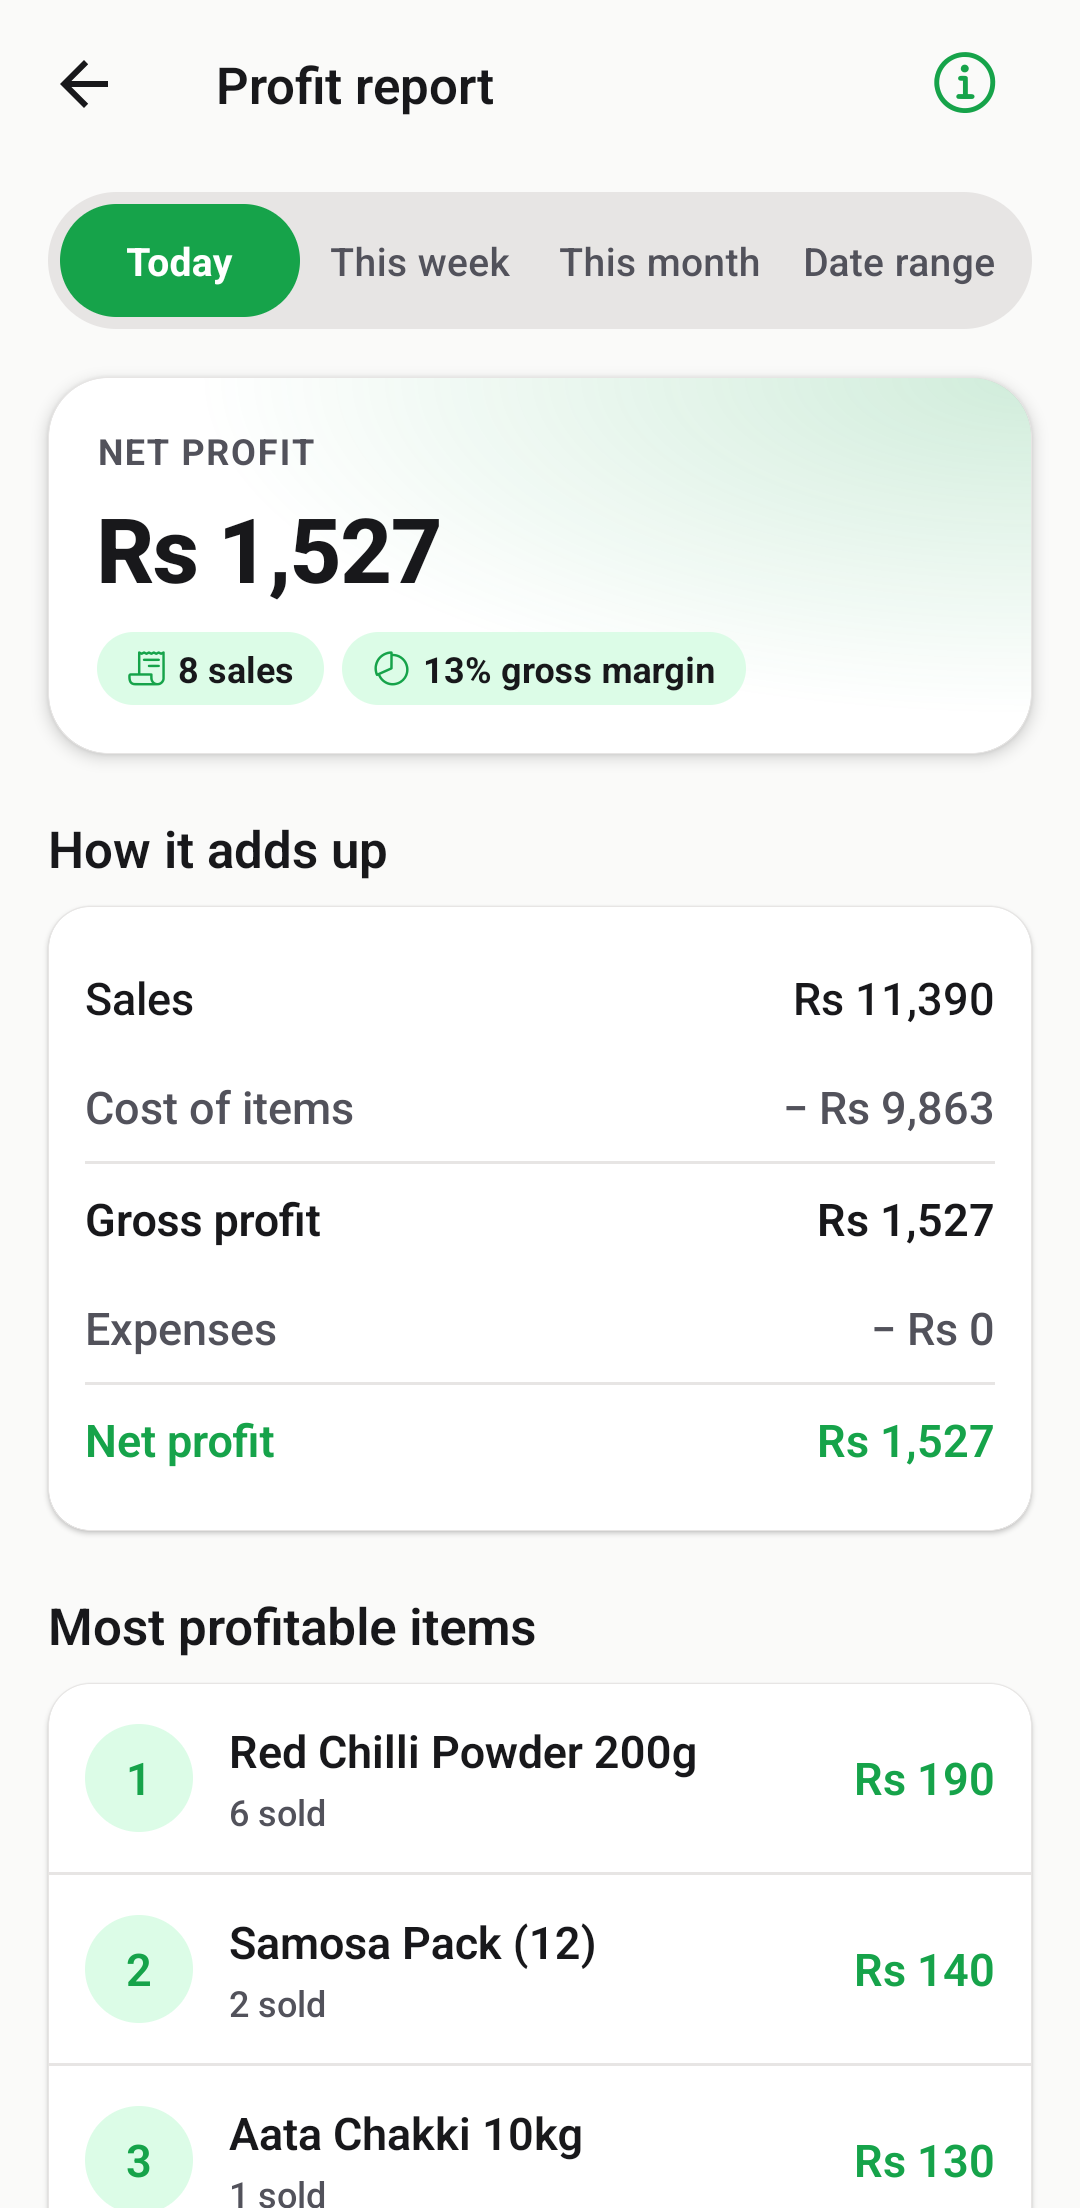 Profit report
Today
This week
This month
Date range
NET PROFIT
Rs 1,527
8 sales
13% gross margin
How it adds up
Sales
Rs 11,390
Cost of items
– Rs 9,863
Gross profit
Rs 1,527
Expenses
– Rs 0
Net profit
Rs 1,527
Most profitable items
1
Red Chilli Powder 200g
6 sold
Rs 190
2
Samosa Pack (12)
2 sold
Rs 140
3
Aata Chakki 10kg
1 sold
Rs 130